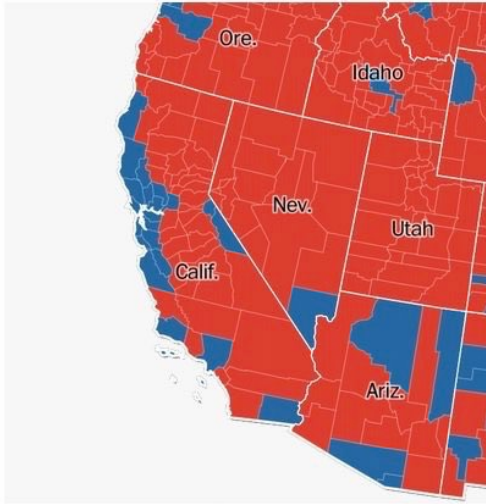 Ore.
Idaho
Nev.
Utah
Calif.
Ariz.